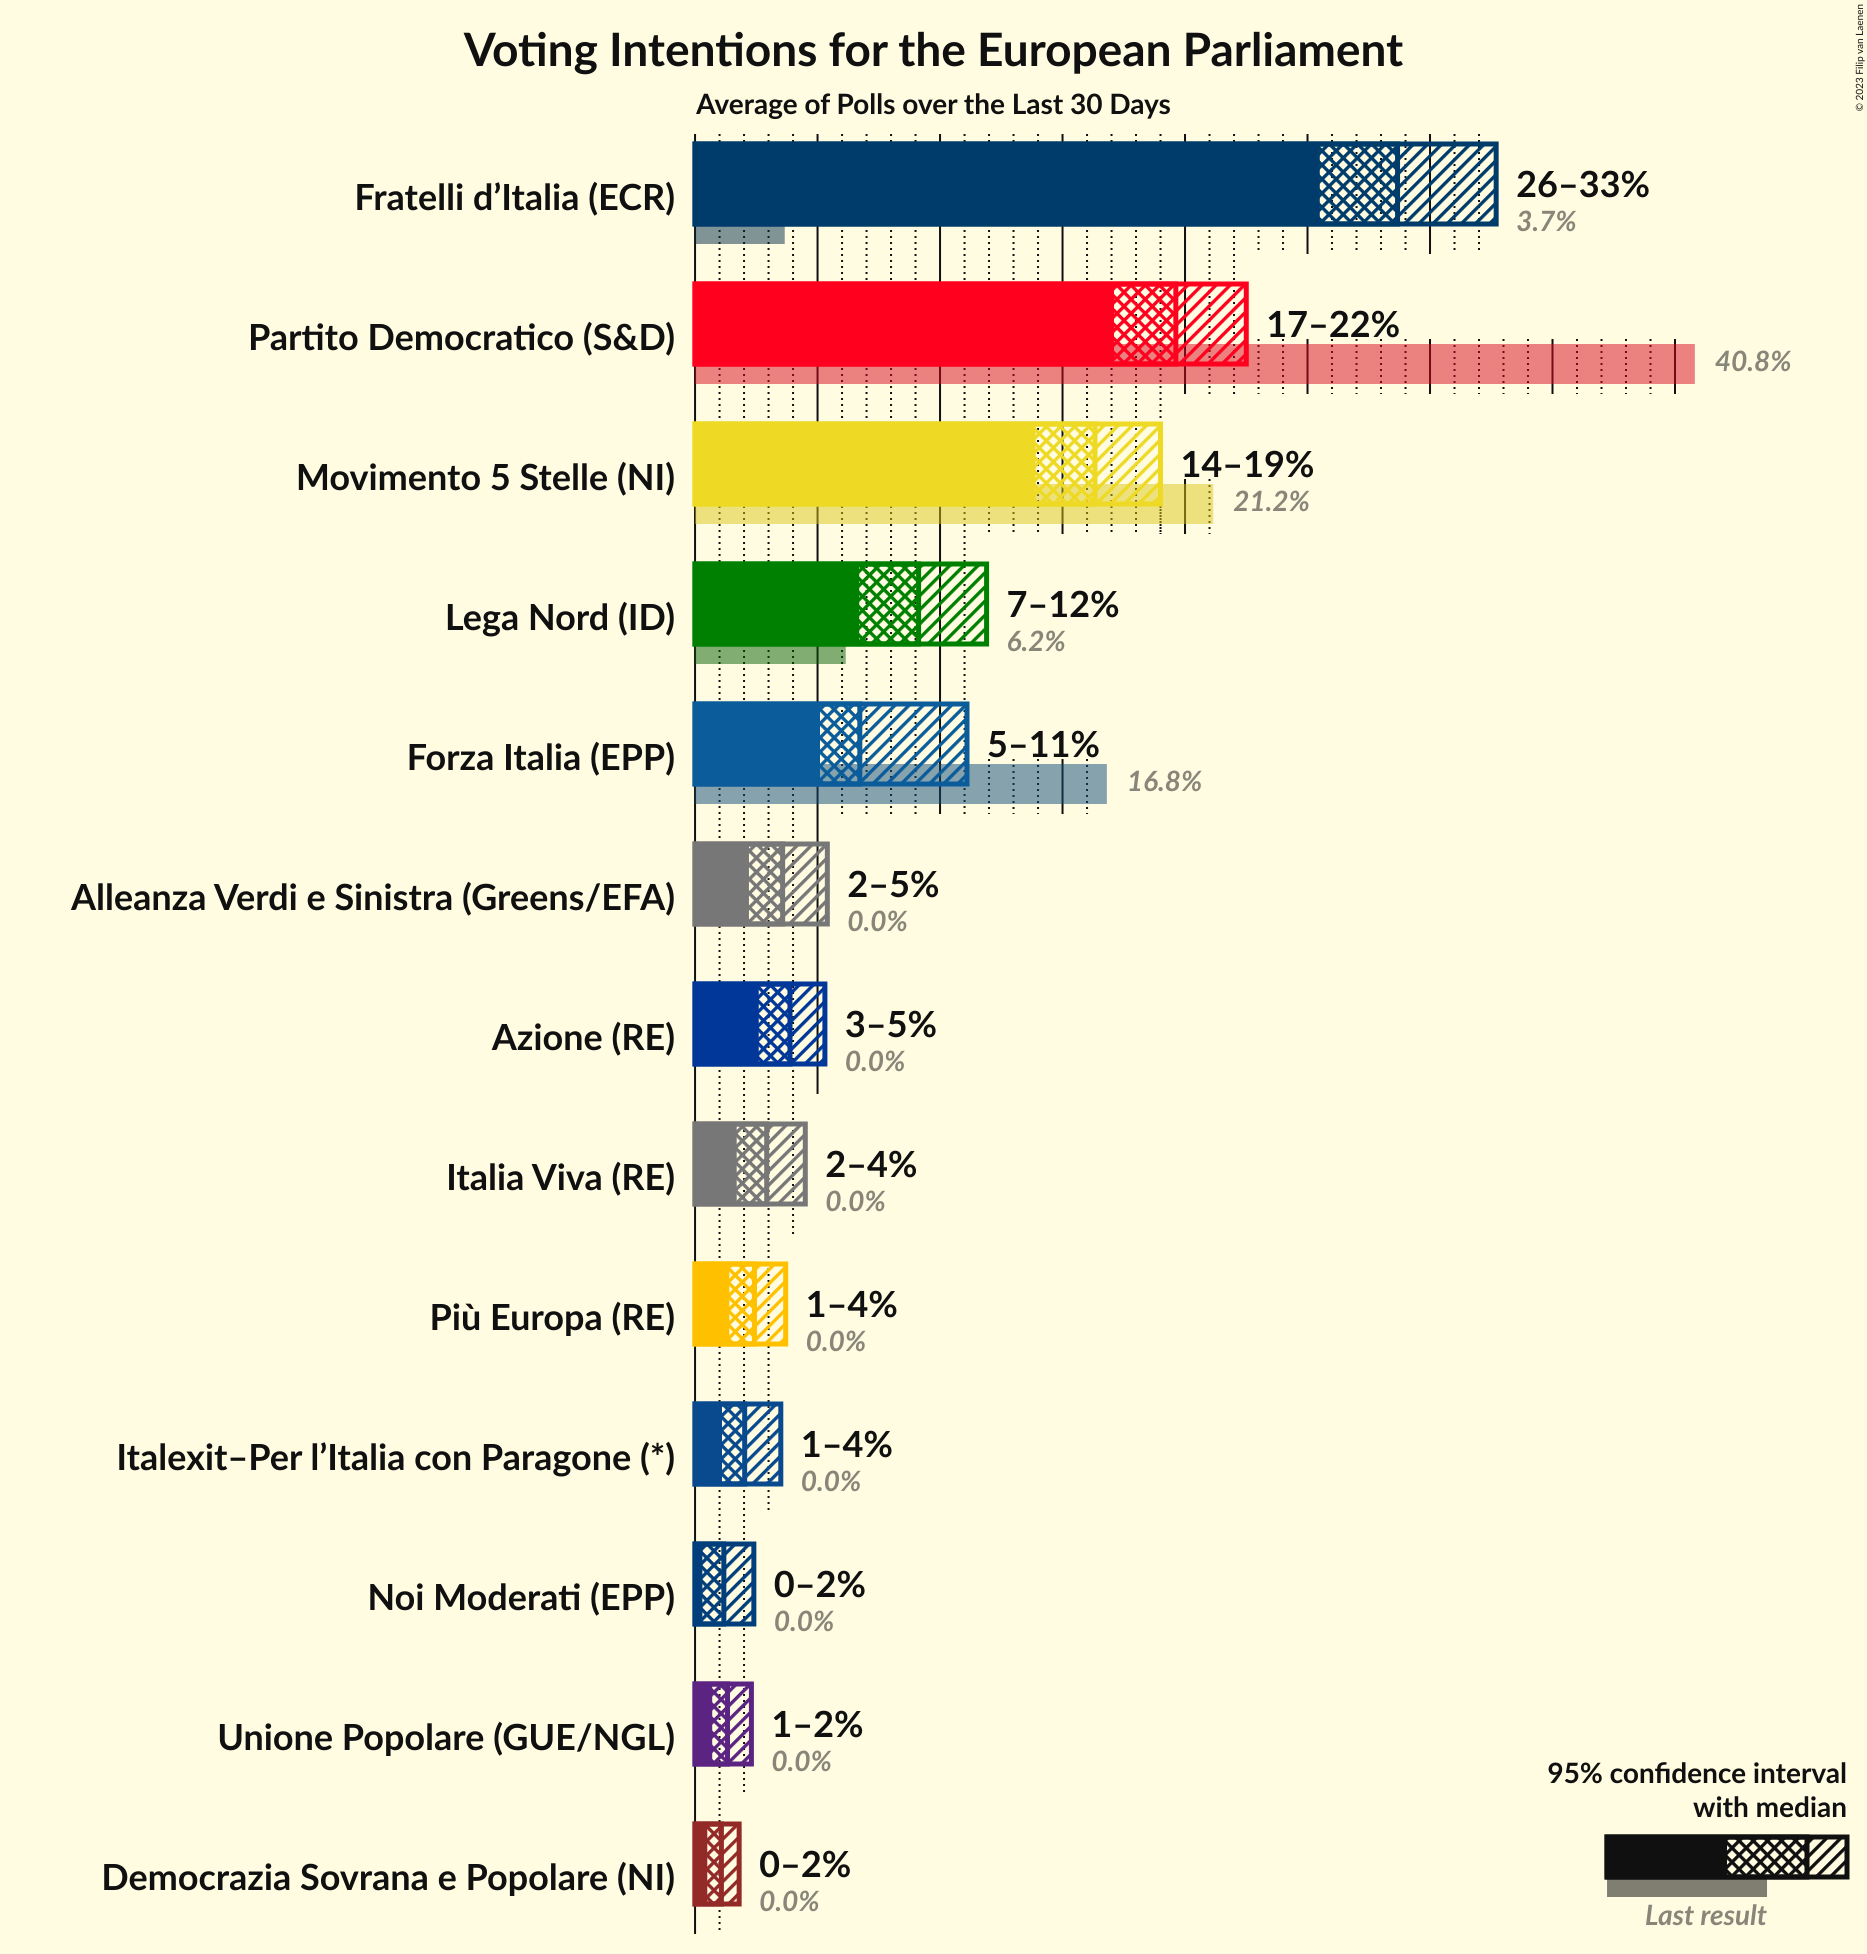 Voting Intentions for the European Parliament
Average of Polls over the Last 30 Days
© 2023 Filip van Laenen
Fratelli d’Italia (ECR)
26–33%
3.7%
Partito Democratico (S&D)
17–22%
40.8%
Movimento 5 Stelle (NI)
14–19%
21.2%
Lega Nord (ID)
7–12%
6.2%
Forza Italia (EPP)
5–11%
16.8%
Alleanza Verdi e Sinistra (Greens/EFA)
2–5%
0.0%
Azione (RE)
3–5%
0.0%
Italia Viva (RE)
2–4%
0.0%
Più Europa (RE)
1–4%
0.0%
Italexit–Per l’Italia con Paragone (*)
1–4%
0.0%
Noi Moderati (EPP)
0–2%
0.0%
Unione Popolare (GUE/NGL)
1–2%
0.0%
Democrazia Sovrana e Popolare (NI)
0–2%
0.0%
95% confidence interval
with median
Last result